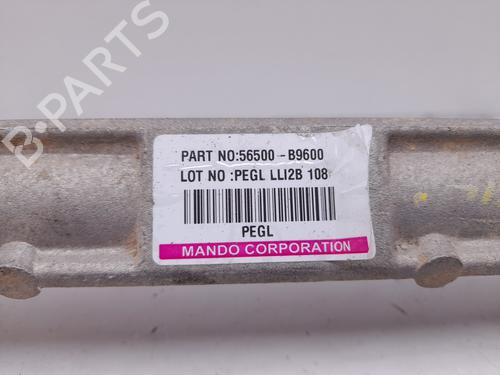 PART NO:56500-B9600
LOT NO :PEGL LLI2B 108
PEGL
MANDO CORPORATION
B-PARTS